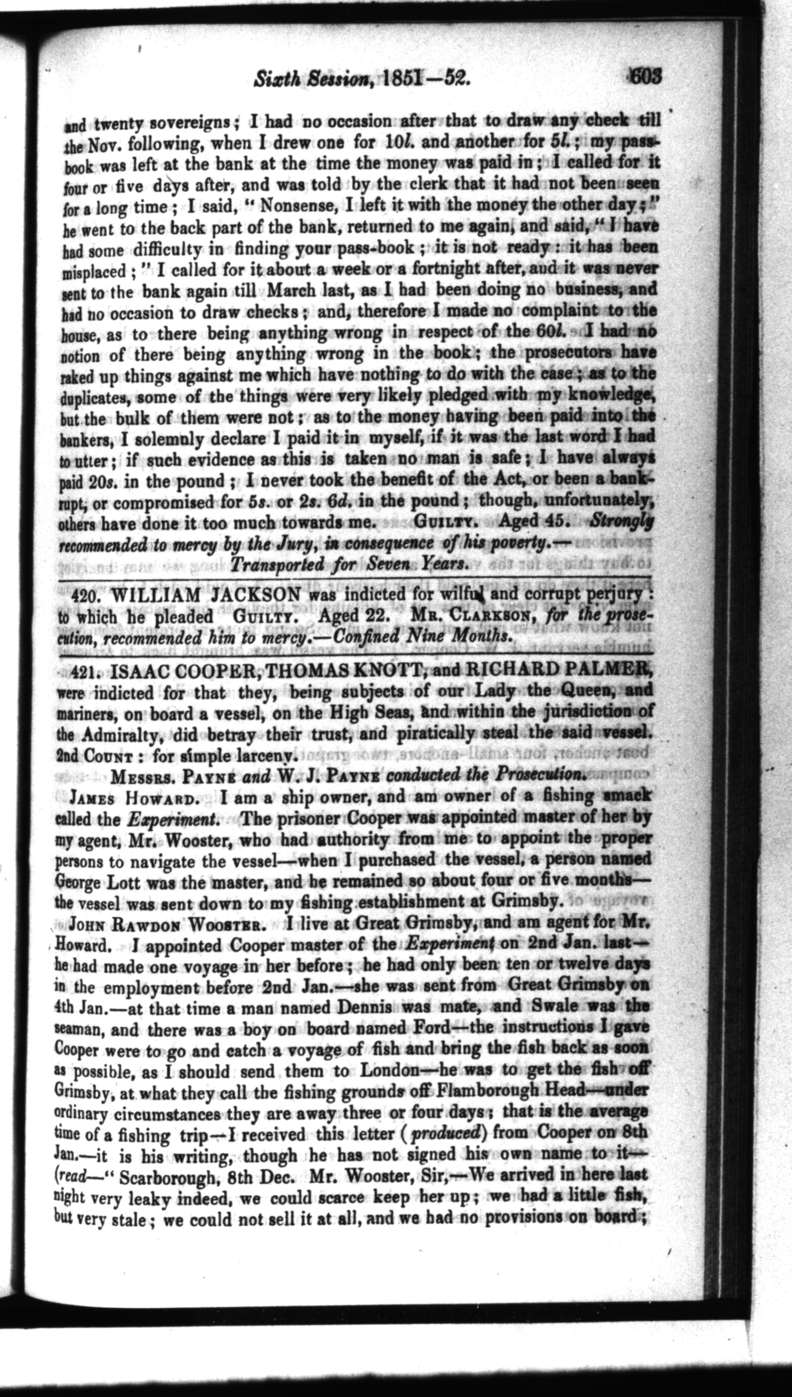 Sixth Session, 1851—52. 603
and twenty sovereigns; I had no occasion after that to draw any check till
the Nov. following, when I drew one for 10l. and another for 5l.; my pass-
book was left at the bank at the time the money was paid in; I called for it
four or five days after, and was told by the clerk that it had not been seen
for a long time; I said, "Nonsense, I left it with the money the other day;"
he went to the back part of the bank, returned to me again, and said, "I have
had some difficulty in finding your pass-book; it is not ready: it has been
misplaced;" I called for it about a week or a fortnight after, and it was never
sent to the bank again till March last, as I had been doing no business, and
had no occasion to draw checks; and, therefore I made no complaint to the
house, as to there being anything wrong in respect of the 60l. I had no
notion of there being anything wrong in the book; the prosecutors have
raked up things against me which have nothing to do with the case; as to the
duplicates, some of the things were very likely pledged with my knowledge,
but the bulk of them were not; as to the money having been paid into the
bankers, I solemnly declare I paid it in myself, if it was the last word I had
to utter; if such evidence as this is taken no man is safe; I have always
paid 20s. in the pound; I never took the benefit of the Act, or been a bank-
rupt, or compromised for 5s. or 2s. 6d. in the pound; though, unfortunately,
others have done it too much towards me. GUILTY. Aged 45. Strongly
recommended to mercy by the Jury, in consequence of his poverty.—
Transported for Seven Years.
420. WILLIAM JACKSON was indicted for wilful and corrupt perjury:
to which he pleaded GUILTY. Aged 22. MR. CLARKSON, for the prose-
cution, recommended him to mercy.—Confined Nine Months.
421. ISAAC COOPER, THOMAS KNOTT, and RICHARD PALMER,
were indicted for that they, being subjects of our Lady the Queen, and
mariners, on board a vessel, on the High Seas, and within the jurisdiction of
the Admiralty, did betray their trust, and piratically steal the said vessel.
2nd COUNT: for simple larceny.
MESSRS. PAYNE and W. J. PAYNE conducted the Prosecution.
JAMES HOWARD. I am a ship owner, and am owner of a fishing smack
called the Experiment. The prisoner Cooper was appointed master of her by
my agent, Mr. Wooster, who had authority from me to appoint the proper
persons to navigate the vessel—when I purchased the vessel, a person named
George Lott was the master, and he remained so about four or five months—
the vessel was sent down to my fishing establishment at Grimsby.
JOHN RAWDON WOOSTER. I live at Great Grimsby, and am agent for Mr.
Howard. I appointed Cooper master of the Experiment on 2nd Jan. last—
he had made one voyage in her before; he had only been ten or twelve days
in the employment before 2nd Jan.—she was sent from Great Grimsby on
4th Jan.—at that time a man named Dennis was mate, and Swale was the
seaman, and there was a boy on board named Ford—the instructions I gave
Cooper were to go and catch a voyage of fish and bring the fish back as soon
as possible, as I should send them to London—he was to get the fish off
Grimsby, at what they call the fishing grounds off Flamborough Head—under
ordinary circumstances they are away three or four days; that is the average
time of a fishing trip—I received this letter (produced) from Cooper on 8th
Jan.—it is his writing, though he has not signed his own name to it—
(read—"Scarborough, 8th Dec. Mr. Wooster, Sir,—We arrived in here last
night very leaky indeed, we could scarce keep her up; we had a little fish,
but very stale; we could not sell it at all, and we had no provisions on board;